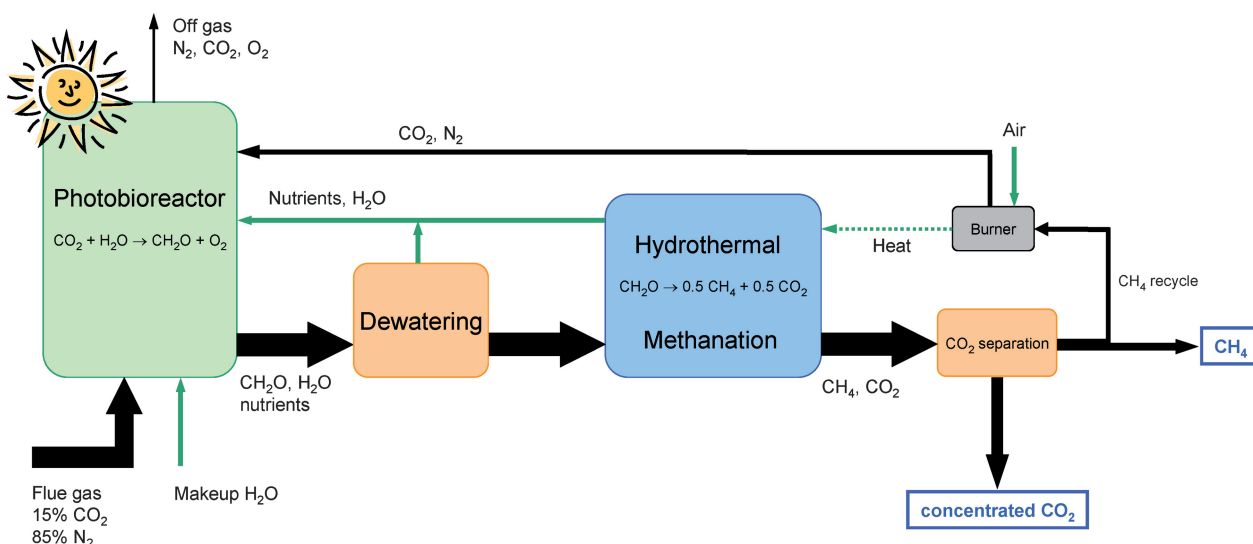 Off gas
N₂, CO₂, O₂
Air
CO₂, N₂
Photobioreactor
CO₂ + H₂O → CH₂O + O₂
Nutrients, H₂O
Hydrothermal
CH₂O → 0.5 CH₄ + 0.5 CO₂
Methanation
Heat
Burner
CH₄ recycle
Dewatering
CO₂ separation
CH₄
CH₂O, H₂O
nutrients
CH₄, CO₂
Flue gas
15% CO₂
85% N₂
Makeup H₂O
concentrated CO₂